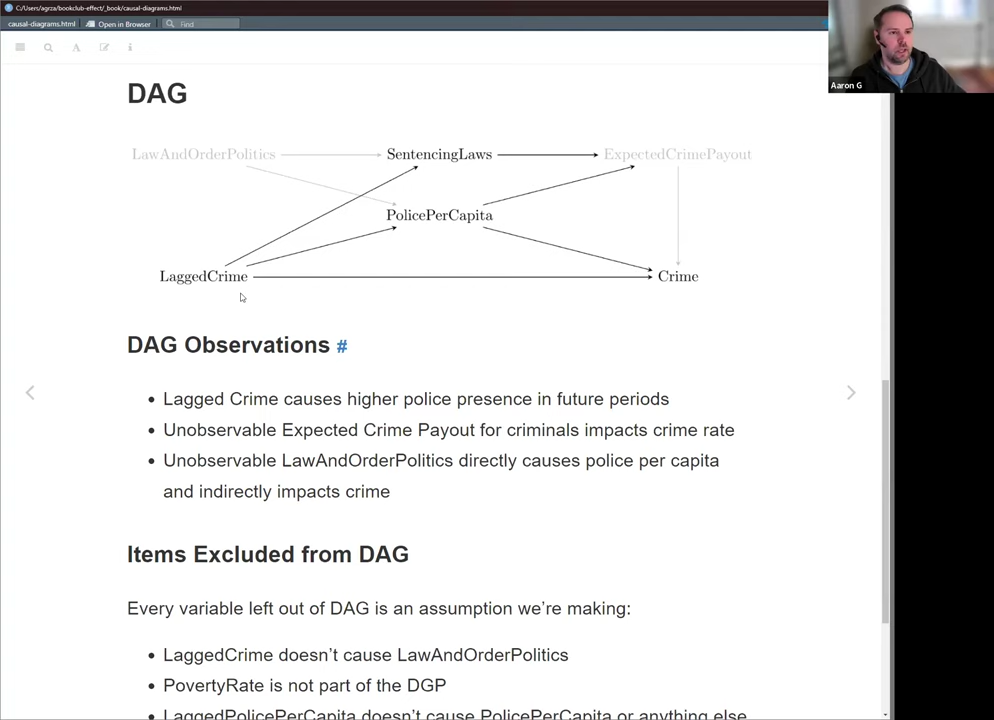 C:/Users/agrza/bookclub-effect/_book/causal-diagrams.html
causal-diagrams.html Open in Browser Find
Aaron G
DAG
LawAndOrderPolitics SentencingLaws ExpectedCrimePayout
PolicePerCapita
LaggedCrime Crime
DAG Observations #
• Lagged Crime causes higher police presence in future periods
• Unobservable Expected Crime Payout for criminals impacts crime rate
• Unobservable LawAndOrderPolitics directly causes police per capita
and indirectly impacts crime
Items Excluded from DAG
Every variable left out of DAG is an assumption we're making:
• LaggedCrime doesn't cause LawAndOrderPolitics
• PovertyRate is not part of the DGP
• LaggedPolicePerCapita doesn't cause PolicePerCapita or anything else